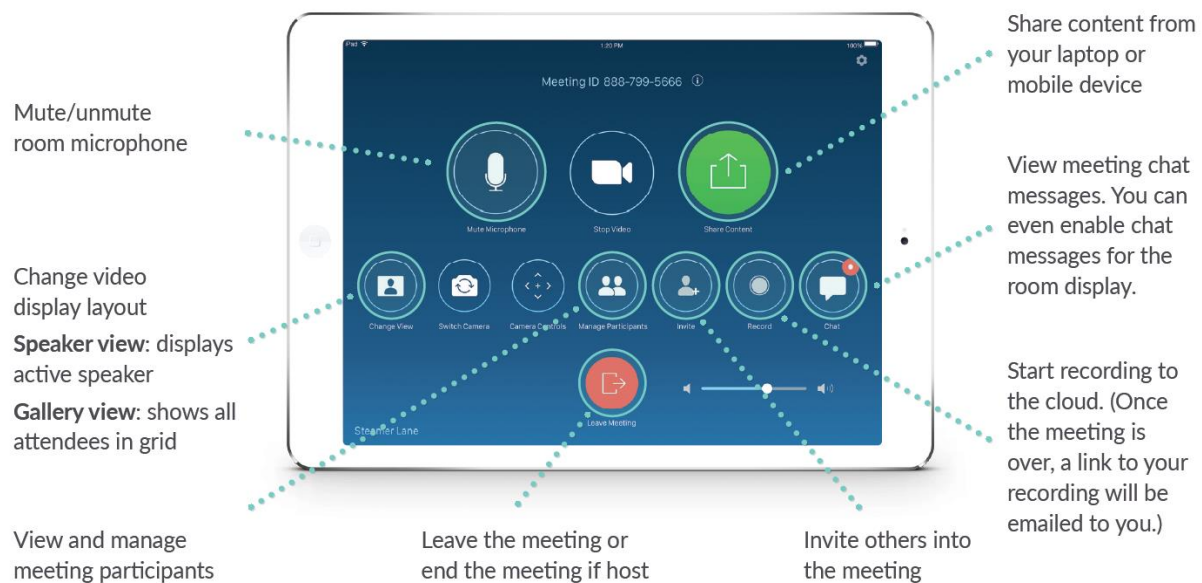 Mute/unmute
room microphone
Change video
display layout
Speaker view: displays
active speaker
Gallery view: shows all
attendees in grid
View and manage
meeting participants
iPad
1:20 PM
100%
Meeting ID 888-799-5666
Mute Microphone
Stop Video
Share Content
Change View
Switch Camera
Camera Controls
Manage Participants
Invite
Record
Chat
Leave Meeting
Steamer Lane
Leave the meeting or
end the meeting if host
Invite others into
the meeting
Share content from
your laptop or
mobile device
View meeting chat
messages. You can
even enable chat
messages for the
room display.
Start recording to
the cloud. (Once
the meeting is
over, a link to your
recording will be
emailed to you.)